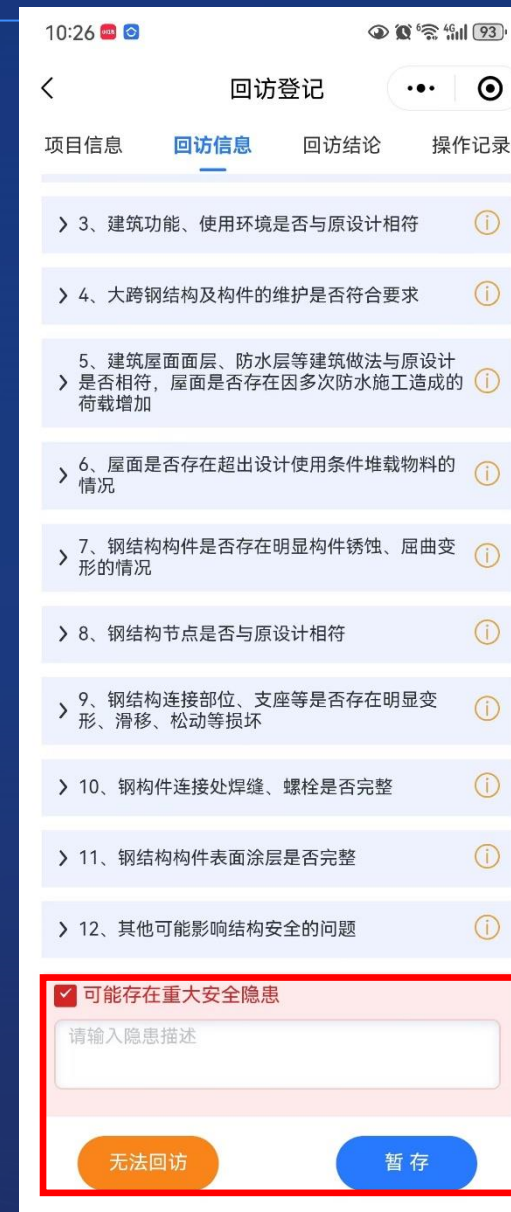 10:26
4G
93
回访登记
项目信息 回访信息 回访结论 操作记录
3、建筑功能、使用环境是否与原设计相符
4、大跨钢结构及构件的维护是否符合要求
5、建筑屋面面层、防水层等建筑做法与原设计
是否相符，屋面是否存在因多次防水施工造成的
荷载增加
6、屋面是否存在超出设计使用条件堆载物料的
情况
7、钢结构构件是否存在明显构件锈蚀、屈曲变
形的情况
8、钢结构节点是否与原设计相符
9、钢结构连接部位、支座等是否存在明显变
形、滑移、松动等损坏
10、钢构件连接处焊缝、螺栓是否完整
11、钢结构构件表面涂层是否完整
12、其他可能影响结构安全的问题
可能存在重大安全隐患
请输入隐患描述
无法回访 暂存